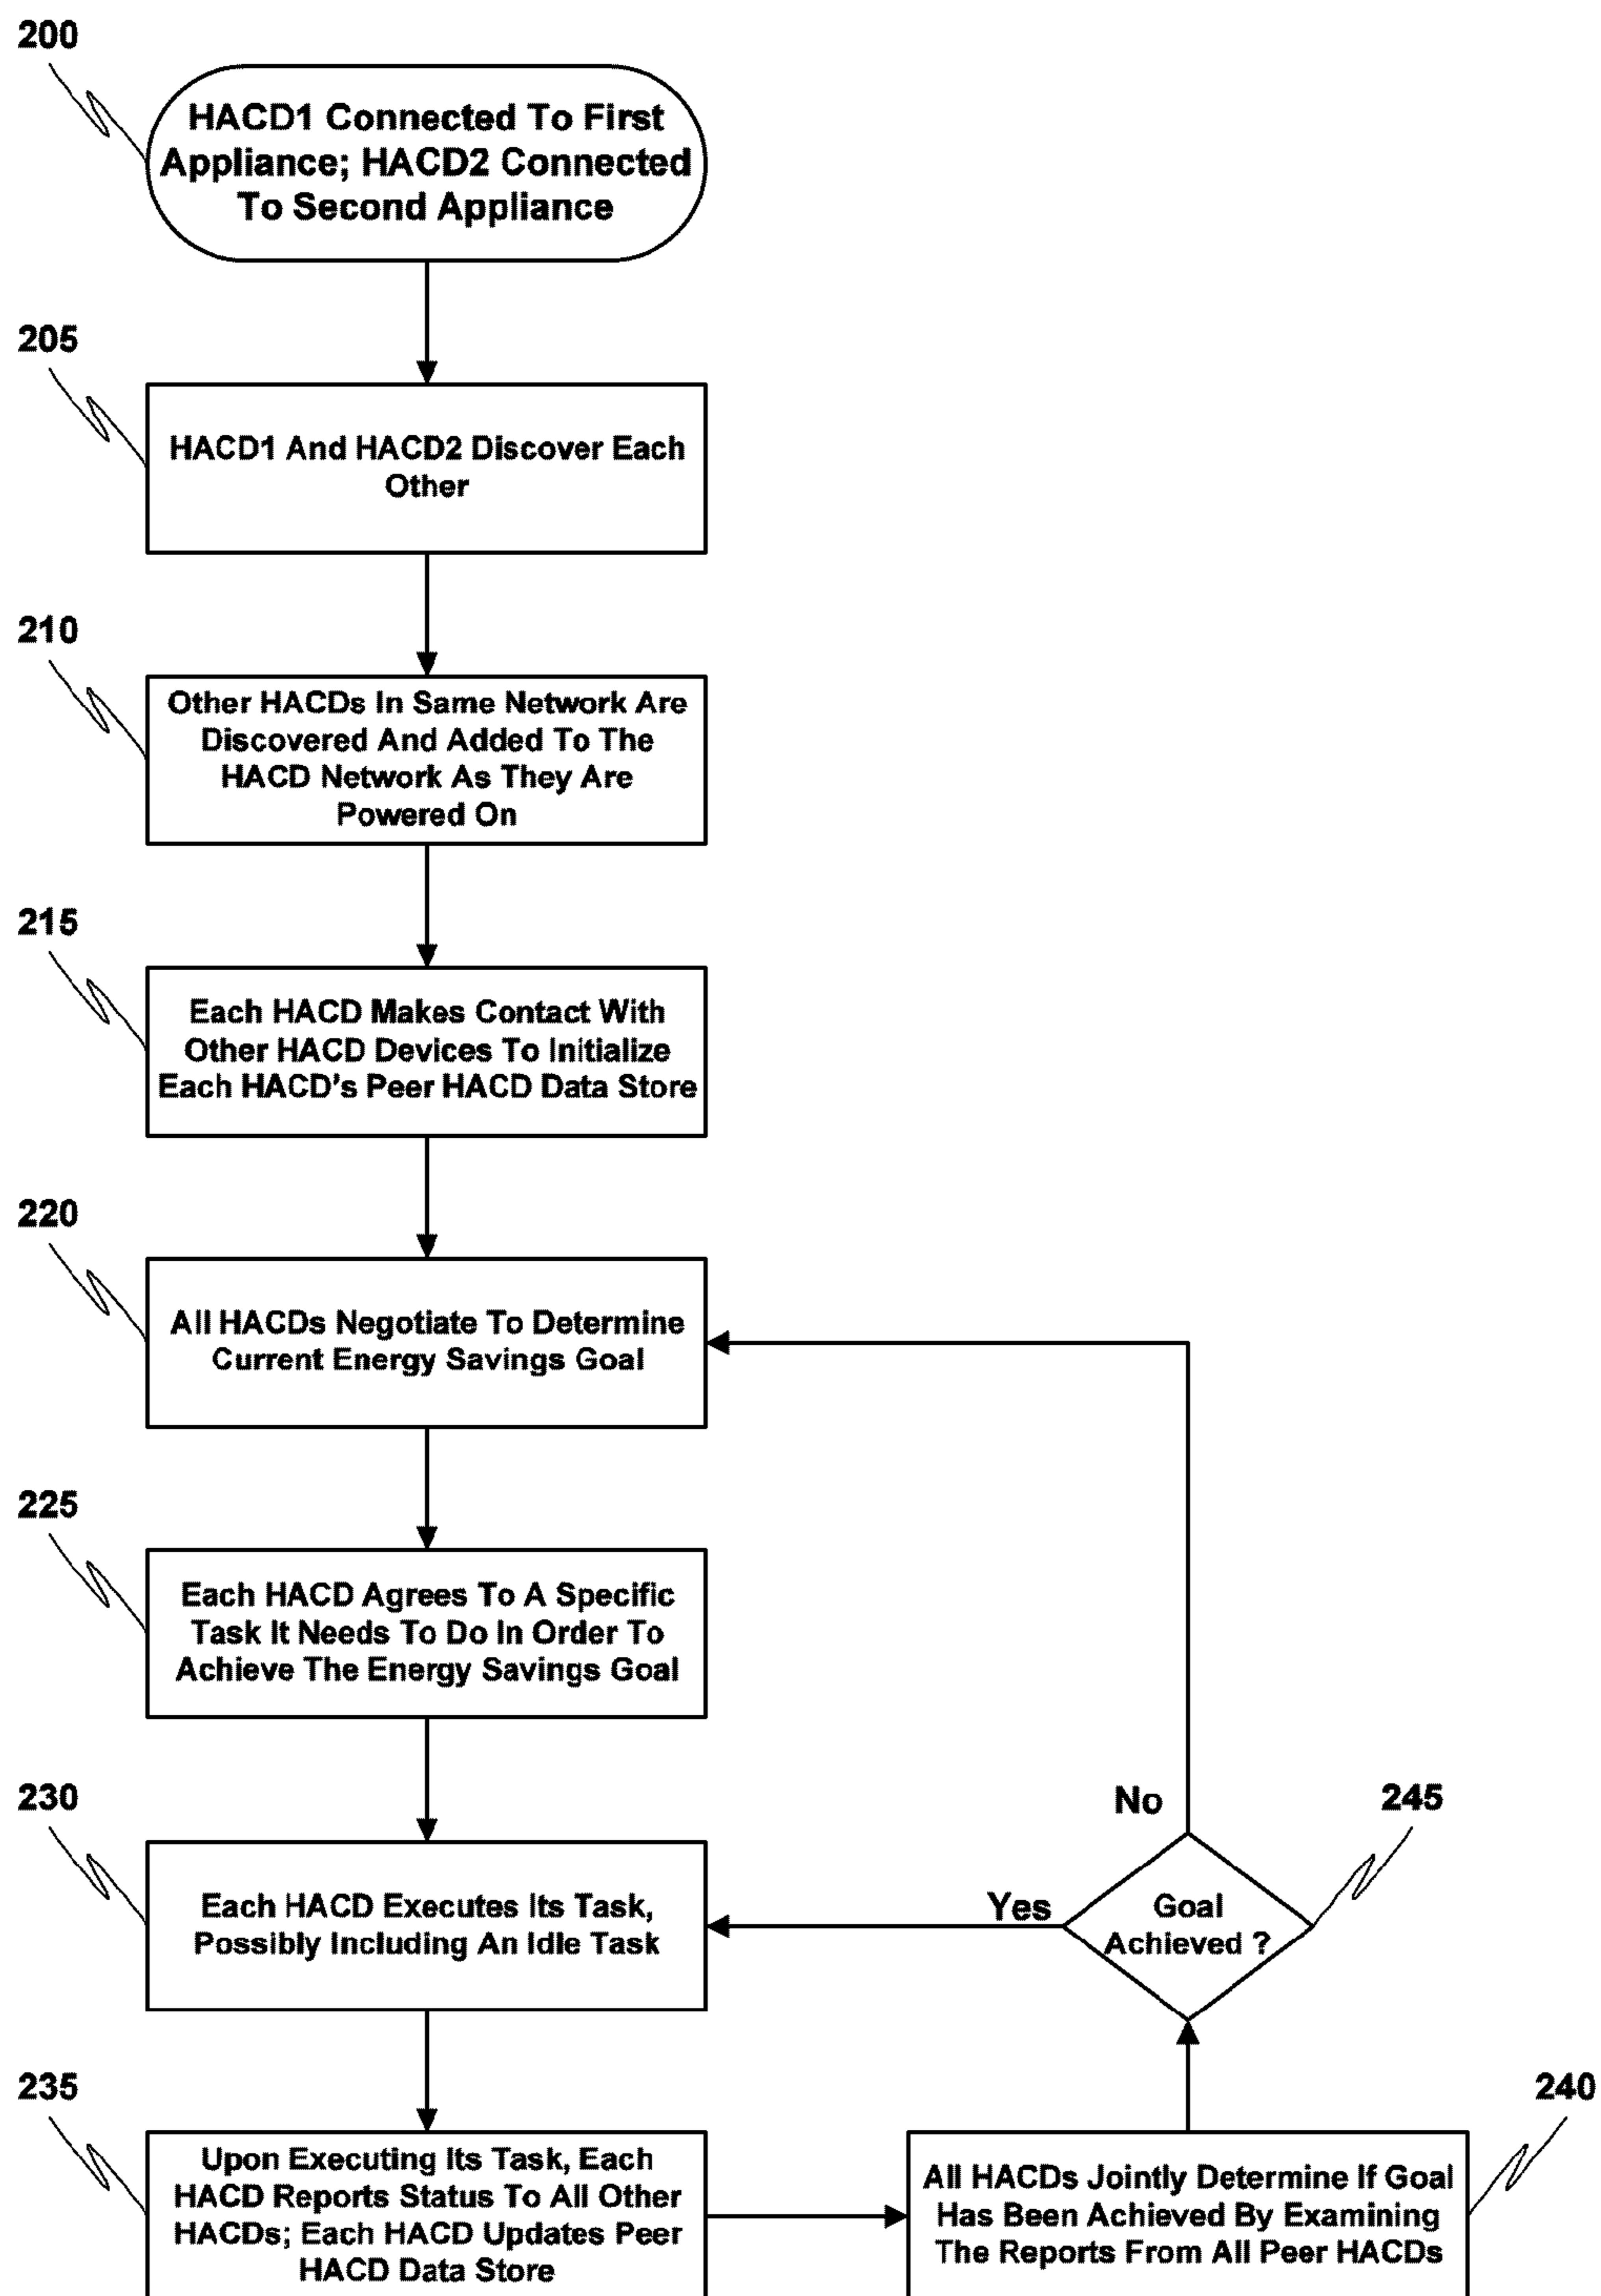 200
HACD1 Connected To First
Appliance; HACD2 Connected
To Second Appliance
205
HACD1 And HACD2 Discover Each
Other
210
Other HACDs In Same Network Are
Discovered And Added To The
HACD Network As They Are
Powered On
215
Each HACD Makes Contact With
Other HACD Devices To Initialize
Each HACD's Peer HACD Data Store
220
All HACDs Negotiate To Determine
Current Energy Savings Goal
225
Each HACD Agrees To A Specific
Task It Needs To Do In Order To
Achieve The Energy Savings Goal
230
Each HACD Executes Its Task,
Possibly Including An Idle Task
No
245
Yes
Goal
Achieved ?
235
Upon Executing Its Task, Each
HACD Reports Status To All Other
HACDs; Each HACD Updates Peer
HACD Data Store
240
All HACDs Jointly Determine If Goal
Has Been Achieved By Examining
The Reports From All Peer HACDs